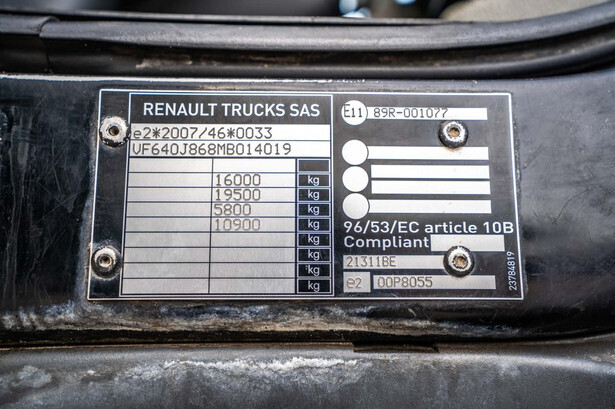 RENAULT TRUCKS SAS
e2*2007/46*0033
VF640J868MB014019
16000 kg
19500 kg
5800 kg
10900 kg
kg
kg
kg
kg
E11 89R-001077
96/53/EC article 10B
Compliant
21311BE
e2 00P8055
23784819